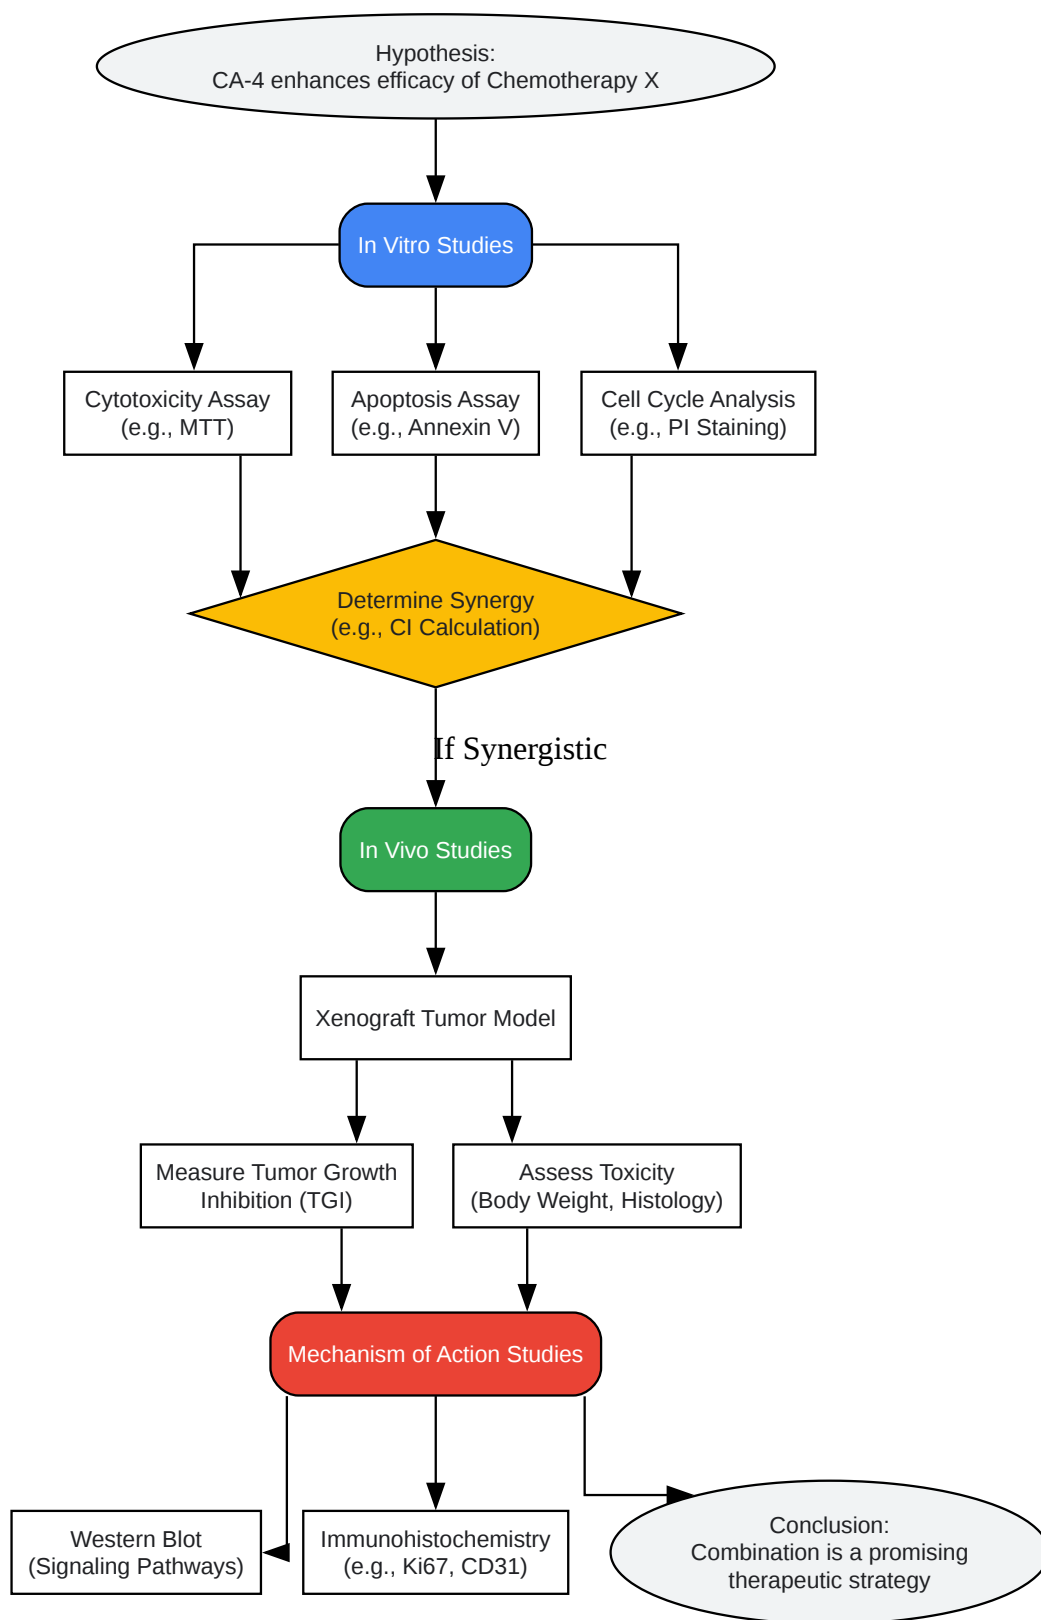 Hypothesis:
CA-4 enhances efficacy of Chemotherapy X
In Vitro Studies
Cytotoxicity Assay
(e.g., MTT)
Apoptosis Assay
(e.g., Annexin V)
Cell Cycle Analysis
(e.g., PI Staining)
Determine Synergy
(e.g., CI Calculation)
If Synergistic
In Vivo Studies
Xenograft Tumor Model
Measure Tumor Growth
Inhibition (TGI)
Assess Toxicity
(Body Weight, Histology)
Mechanism of Action Studies
Western Blot
(Signaling Pathways)
Immunohistochemistry
(e.g., Ki67, CD31)
Conclusion:
Combination is a promising
therapeutic strategy